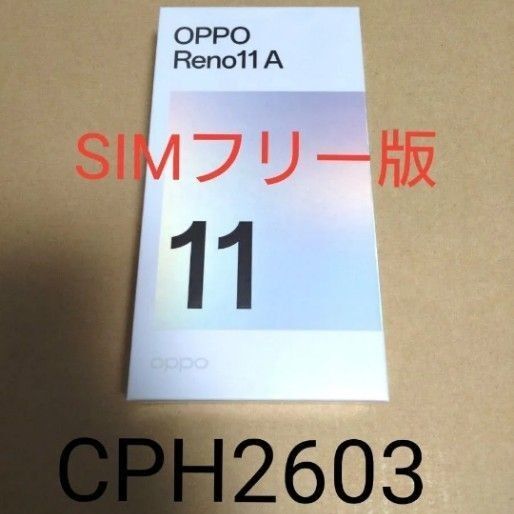 OPPO
Reno11 A
SIMフリー版
11
oppo
CPH2603